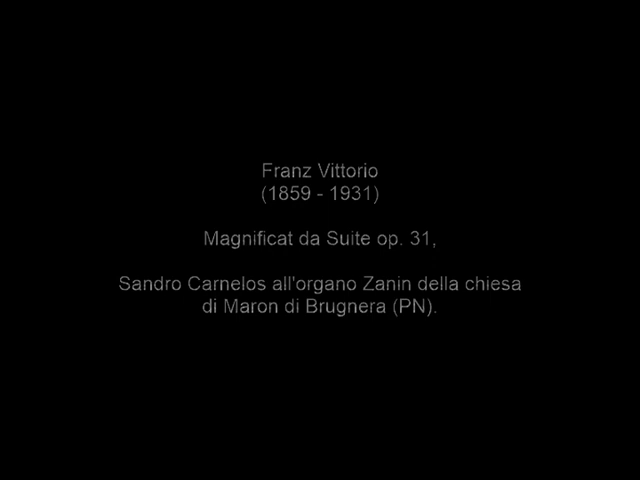 Franz Vittorio
(1859 - 1931)
Magnificat da Suite op. 31,
Sandro Carnelos all'organo Zanin della chiesa
di Maron di Brugnera (PN).